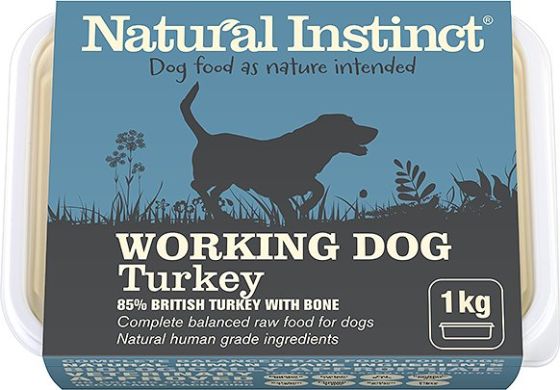 Natural Instinct®
Dog food as nature intended
WORKING DOG
Turkey
85% BRITISH TURKEY WITH BONE
Complete balanced raw food for dogs
Natural human grade ingredients
1kg